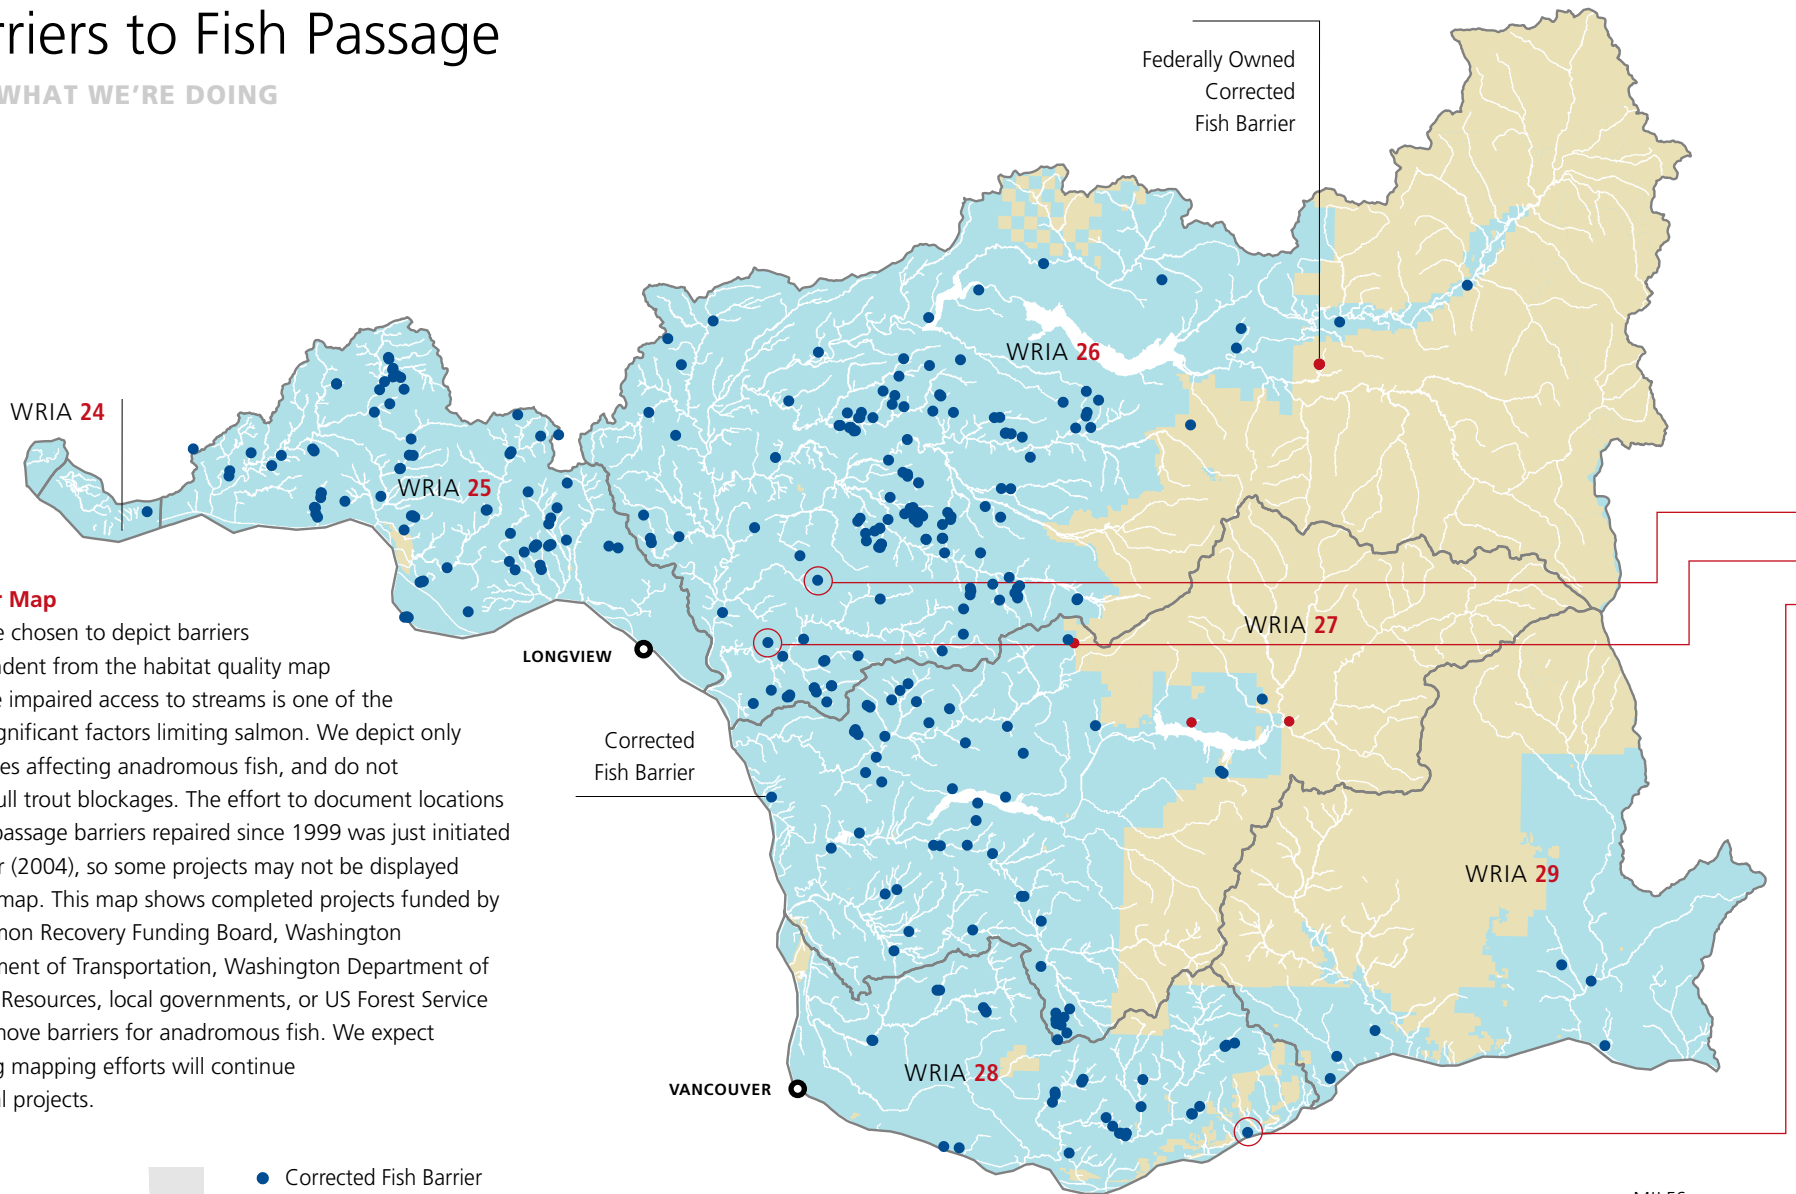 rriers to Fish Passage
WHAT WE'RE DOING
Federally Owned
Corrected
Fish Barrier
WRIA 24
WRIA 25
WRIA 26
WRIA 27
WRIA 28
WRIA 29
LONGVIEW
VANCOUVER
Corrected
Fish Barrier
r Map
e chosen to depict barriers
ndent from the habitat quality map
e impaired access to streams is one of the
gnificant factors limiting salmon. We depict only
es affecting anadromous fish, and do not
ull trout blockages. The effort to document locations
passage barriers repaired since 1999 was just initiated
r (2004), so some projects may not be displayed
map. This map shows completed projects funded by
mon Recovery Funding Board, Washington
ment of Transportation, Washington Department of
Resources, local governments, or US Forest Service
move barriers for anadromous fish. We expect
g mapping efforts will continue
al projects.
Corrected Fish Barrier
MILES